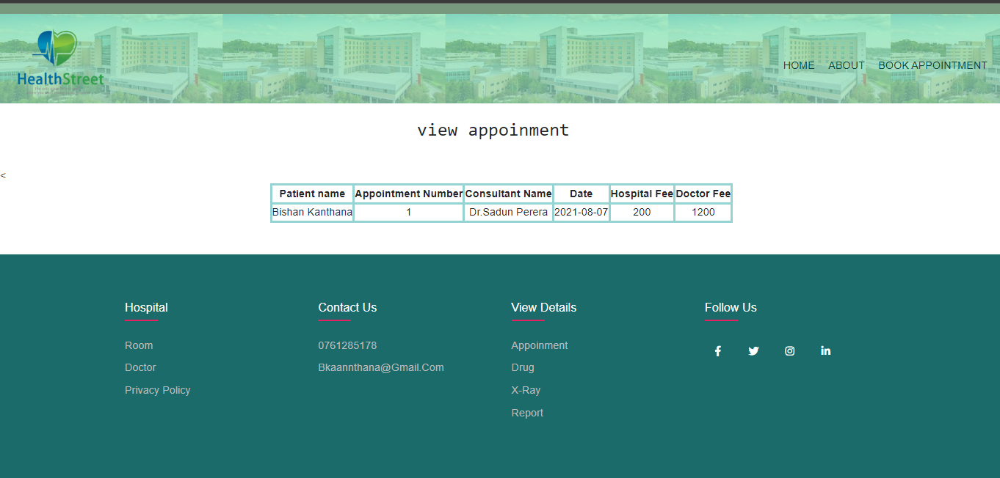 HealthStreet
HOME ABOUT BOOK APPOINTMENT
view appoinment
<
Patient name Appointment Number Consultant Name Date Hospital Fee Doctor Fee
Bishan Kanthana 1 Dr.Sadun Perera 2021-08-07 200 1200
Hospital Contact Us View Details Follow Us
Room 0761285178 Appoinment
Doctor Bkaannthana@Gmail.Com Drug
Privacy Policy X-Ray
Report